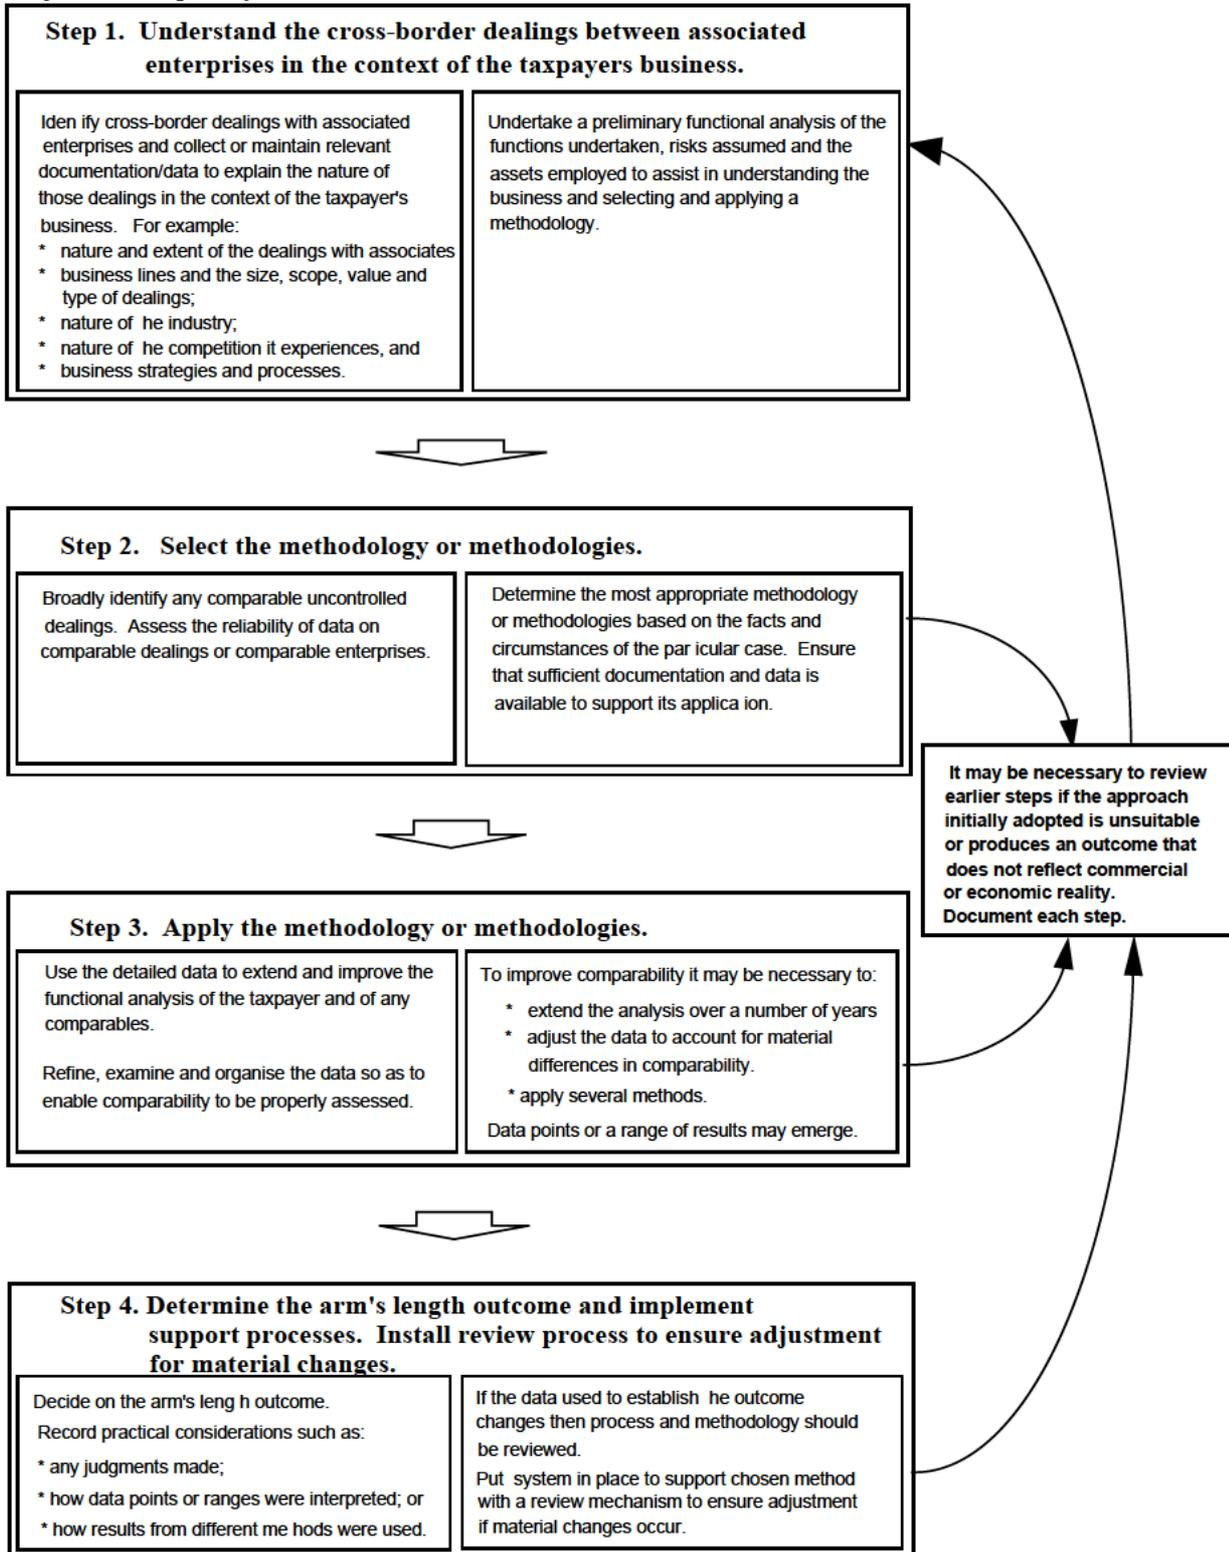 Step 1. Understand the cross-border dealings between associated
enterprises in the context of the taxpayers business.
Iden ify cross-border dealings with associated
enterprises and collect or maintain relevant
documentation/data to explain the nature of
those dealings in the context of the taxpayer's
business. For example:
* nature and extent of the dealings with associates
* business lines and the size, scope, value and
type of dealings;
* nature of he industry;
* nature of he competition it experiences, and
* business strategies and processes.
Undertake a preliminary functional analysis of the
functions undertaken, risks assumed and the
assets employed to assist in understanding the
business and selecting and applying a
methodology.
Step 2. Select the methodology or methodologies.
Broadly identify any comparable uncontrolled
dealings. Assess the reliability of data on
comparable dealings or comparable enterprises.
Determine the most appropriate methodology
or methodologies based on the facts and
circumstances of the par icular case. Ensure
that sufficient documentation and data is
available to support its applica ion.
It may be necessary to review
earlier steps if the approach
initially adopted is unsuitable
or produces an outcome that
does not reflect commercial
or economic reality.
Document each step.
Step 3. Apply the methodology or methodologies.
Use the detailed data to extend and improve the
functional analysis of the taxpayer and of any
comparables.
Refine, examine and organise the data so as to
enable comparability to be properly assessed.
To improve comparability it may be necessary to:
* extend the analysis over a number of years
* adjust the data to account for material
differences in comparability.
* apply several methods.
Data points or a range of results may emerge.
Step 4. Determine the arm's length outcome and implement
support processes. Install review process to ensure adjustment
for material changes.
Decide on the arm's leng h outcome.
Record practical considerations such as:
* any judgments made;
* how data points or ranges were interpreted; or
* how results from different me hods were used.
If the data used to establish he outcome
changes then process and methodology should
be reviewed.
Put system in place to support chosen method
with a review mechanism to ensure adjustment
if material changes occur.